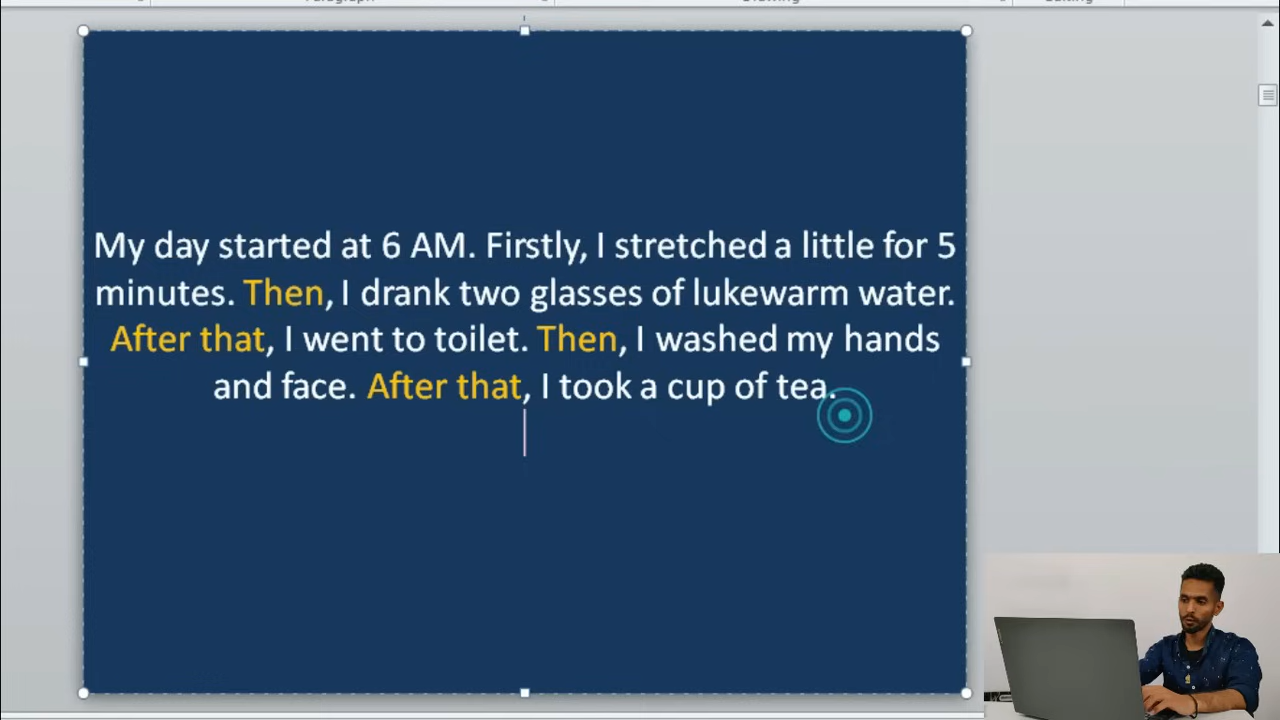 My day started at 6 AM. Firstly, I stretched a little for 5
minutes. Then, I drank two glasses of lukewarm water.
After that, I went to toilet. Then, I washed my hands
and face. After that, I took a cup of tea.